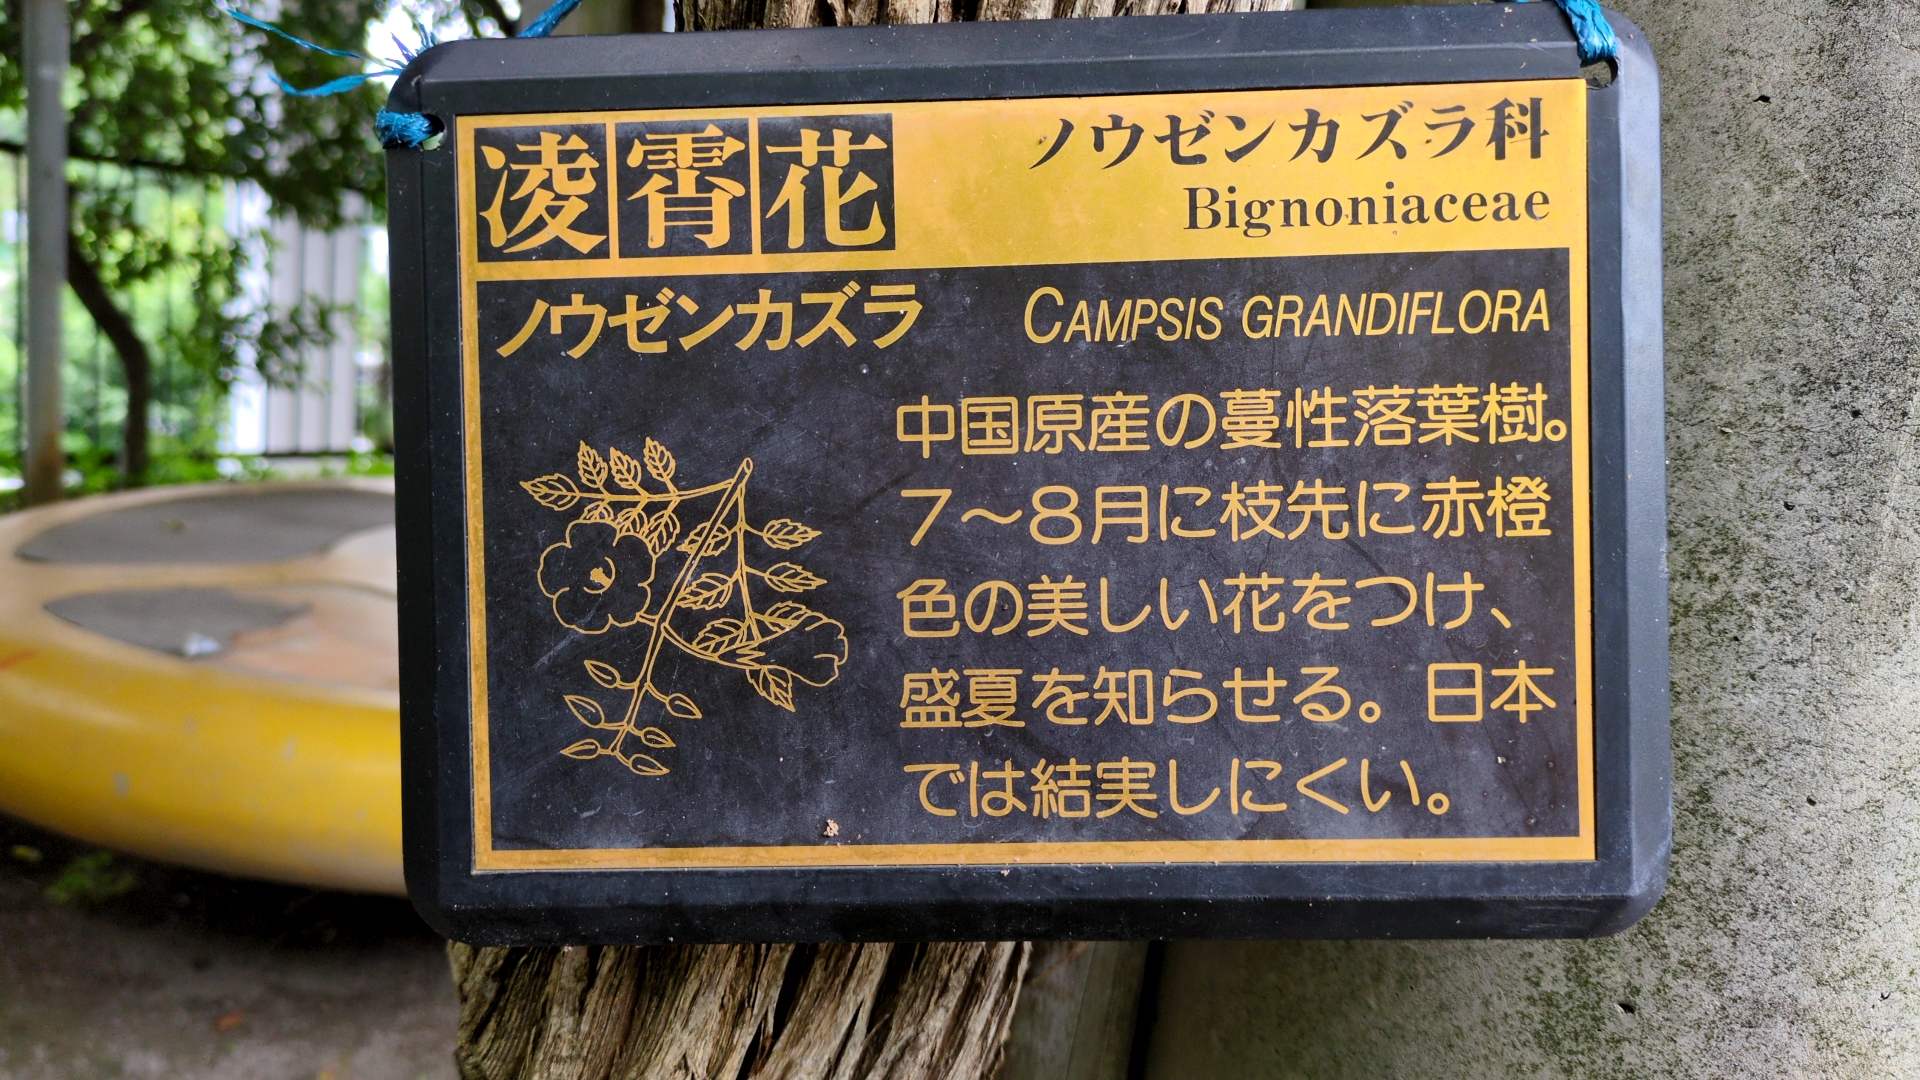 凌霄花
ノウゼンカズラ科
Bignoniaceae
ノウゼンカズラ
CAMPSIS GRANDIFLORA
中国原産の蔓性落葉樹。
7〜8月に枝先に赤橙
色の美しい花をつけ、
盛夏を知らせる。日本
では結実しにくい。